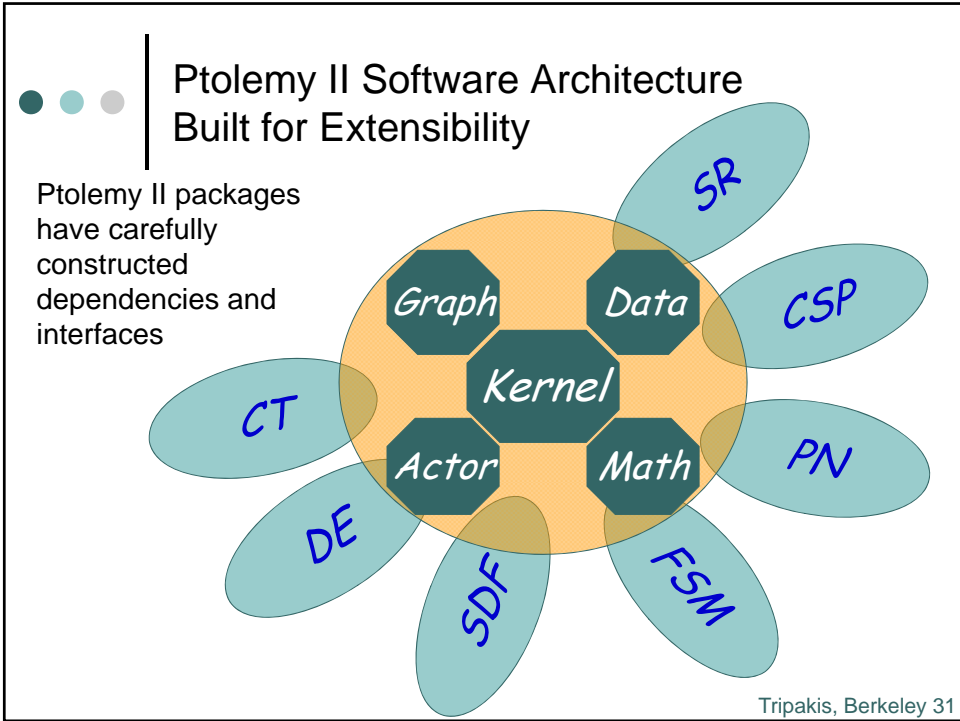 Ptolemy II Software Architecture
Built for Extensibility
Ptolemy II packages
have carefully
constructed
dependencies and
interfaces
SR
CSP
PN
FSM
SDF
DE
CT
Graph
Data
Kernel
Actor
Math
Tripakis, Berkeley 31